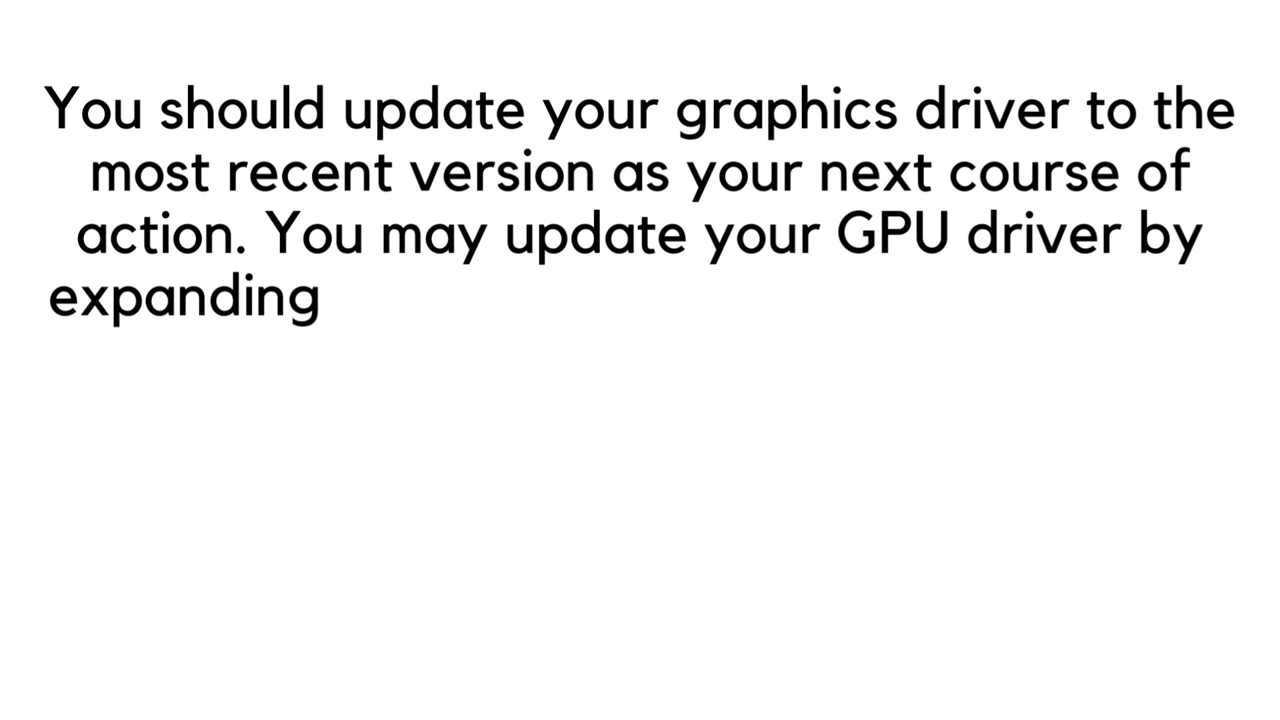 You should update your graphics driver to the
most recent version as your next course of
action. You may update your GPU driver by
expanding